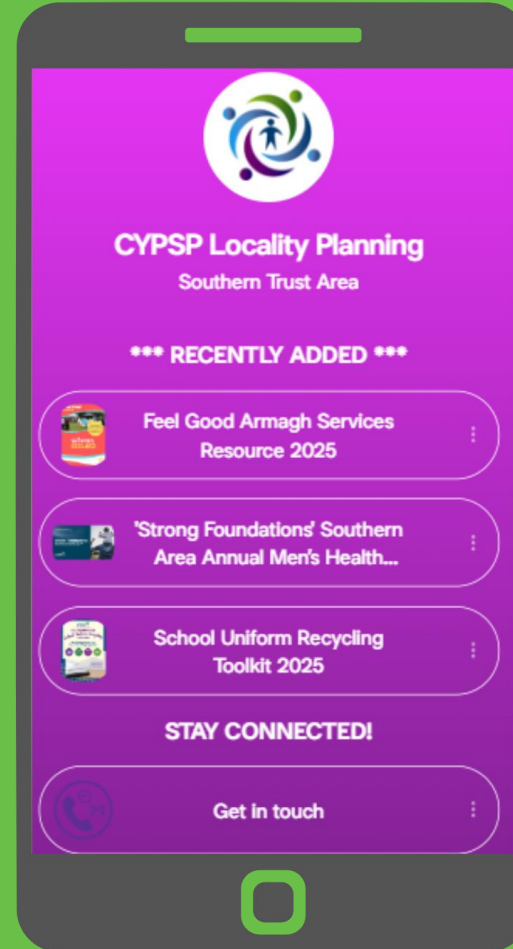 CYPSP Locality Planning
Southern Trust Area
*** RECENTLY ADDED ***
Feel Good Armagh Services
Resource 2025
'Strong Foundations' Southern
Area Annual Men's Health...
School Uniform Recycling
Toolkit 2025
STAY CONNECTED!
Get in touch